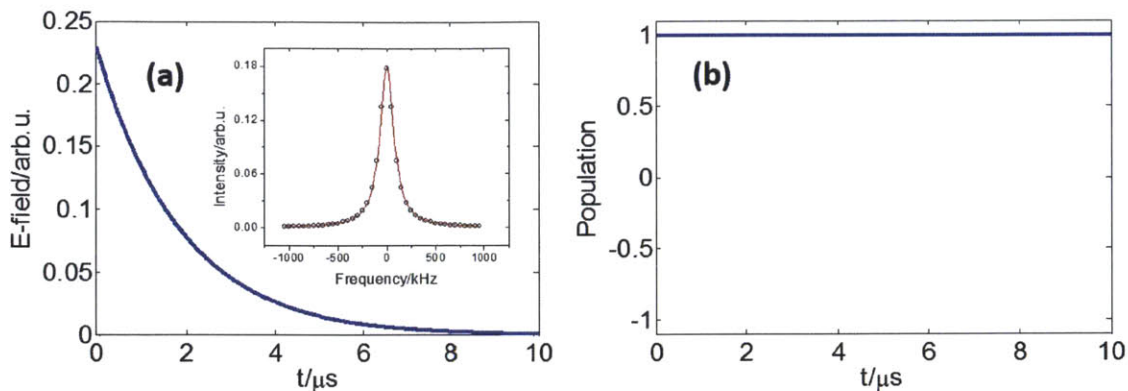 0.25
0.2
0.15
0.1
0.05
0
E-field/arb.u.
(a)
0 2 4 6 8 10
t/μs
0.18
0.12
0.06
0.00
Intensity/arb.u.
-1000 -500 0 500 1000
Frequency/kHz
1
0.5
0
-0.5
-1
Population
(b)
0 2 4 6 8 10
t/μs